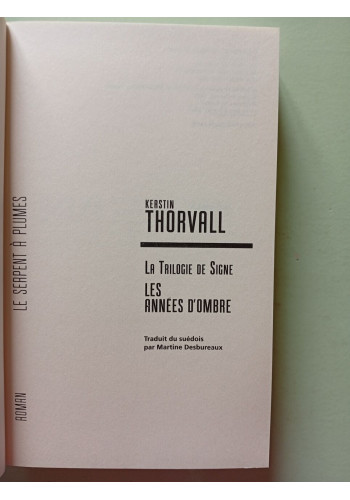 KERSTIN
THORVALL
LA TRILOGIE DE SIGNE
LES
ANNÉES D'OMBRE
Traduit du suédois
par Martine Desbureaux
ROMAN
LE SERPENT À PLUMES